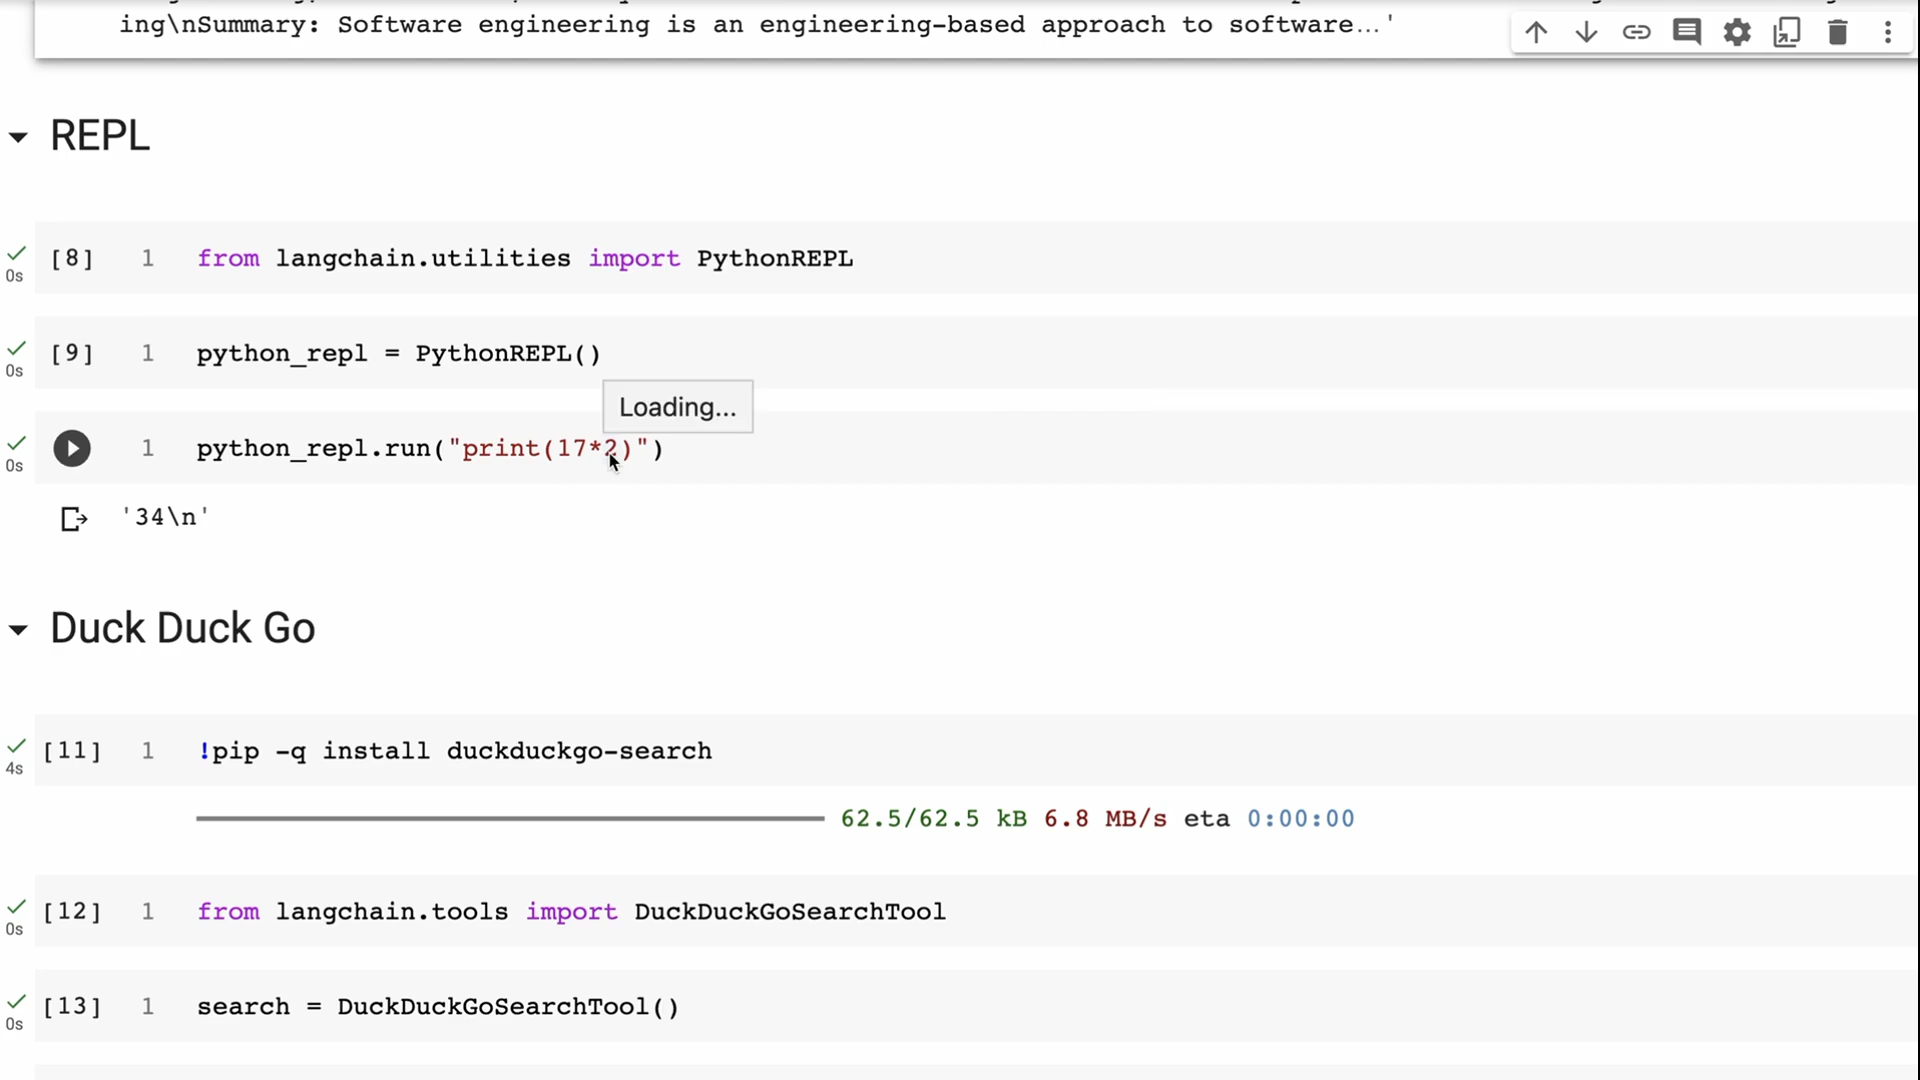 ing\nSummary: Software engineering is an engineering-based approach to software…'
REPL
0s [8] 1 from langchain.utilities import PythonREPL
0s [9] 1 python_repl = PythonREPL()
Loading...
0s 1 python_repl.run("print(17*2)")
'34\n'
Duck Duck Go
4s [11] 1 !pip -q install duckduckgo-search
62.5/62.5 kB 6.8 MB/s eta 0:00:00
0s [12] 1 from langchain.tools import DuckDuckGoSearchTool
0s [13] 1 search = DuckDuckGoSearchTool()